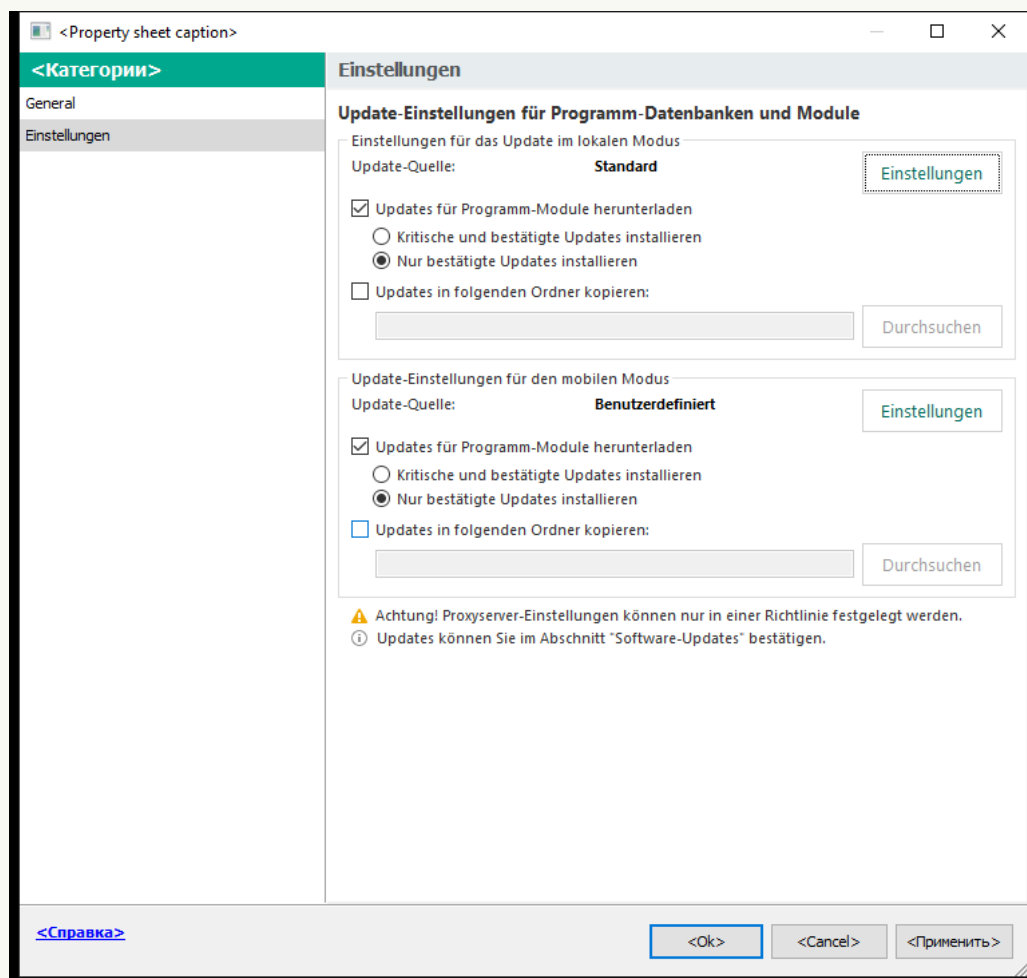 <Property sheet caption>
<Категории>
General
Einstellungen
Einstellungen
Update-Einstellungen für Programm-Datenbanken und Module
Einstellungen für das Update im lokalen Modus
Update-Quelle: Standard Einstellungen
Updates für Programm-Module herunterladen
Kritische und bestätigte Updates installieren
Nur bestätigte Updates installieren
Updates in folgenden Ordner kopieren:
Durchsuchen
Update-Einstellungen für den mobilen Modus
Update-Quelle: Benutzerdefiniert Einstellungen
Updates für Programm-Module herunterladen
Kritische und bestätigte Updates installieren
Nur bestätigte Updates installieren
Updates in folgenden Ordner kopieren:
Durchsuchen
Achtung! Proxyserver-Einstellungen können nur in einer Richtlinie festgelegt werden.
Updates können Sie im Abschnitt "Software-Updates" bestätigen.
<Справка>
<Ok> <Cancel> <Применить>